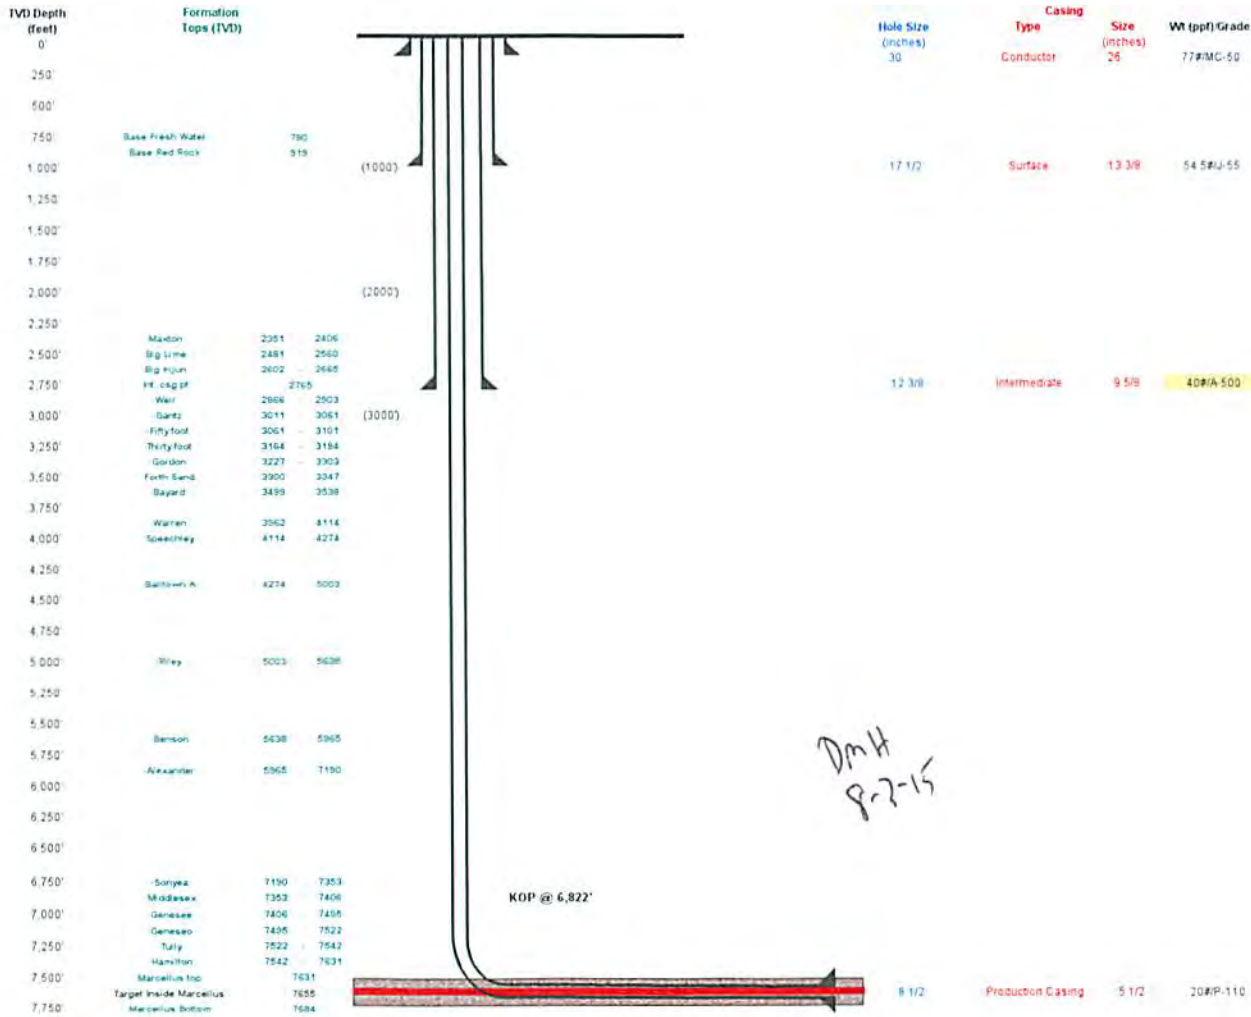 TVD Depth (feet) Formation Tops (TVD) Casing
Hole Size (inches) Type Size (inches) Wt (ppf)/Grade
0'
30 Conductor 26 77#/MC-50
250'
500'
750' Base Fresh Water 790
Base Red Rock 919
1,000' (1000') 17 1/2 Surface 13 3/8 54.5#/J-55
1,250'
1,500'
1,750'
2,000' (2000')
2,250'
Maxton 2351 2406
2,500' Big Lime 2481 2560
Big Injun 2602 - 2665
2,750' Int. csg pt 2765 12 3/8 Intermediate 9 5/8 40#/A-500
Weir 2866 2903
3,000' Gantz 3011 3061 (3000')
Fifty foot 3061 - 3101
3,250' Thirty foot 3164 - 3194
Gordon 3227 - 3303
3,500' Forth Sand 3300 3347
Bayard 3499 3538
3,750'
Warren 3962 4114
4,000' Speechley 4114 4274
4,250'
Balltown A 4274 5003
4,500'
4,750'
5,000' Riley 5003 5638
5,250'
5,500'
Benson 5638 5965
5,750'
Alexander 5965 7190
6,000'
6,250'
6,500'
DMH
8-3-15
6,750' Sonyea 7190 7353
Middlesex 7353 7406 KOP @ 6,822'
7,000' Genesee 7406 7495
Geneseo 7495 7522
7,250' Tully 7522 - 7542
Hamilton 7542 7631
7,500' Marcellus top 7631
Target Inside Marcellus 7655 8 1/2 Production Casing 5 1/2 20#/P-110
7,750' Marcellus Bottom 7684